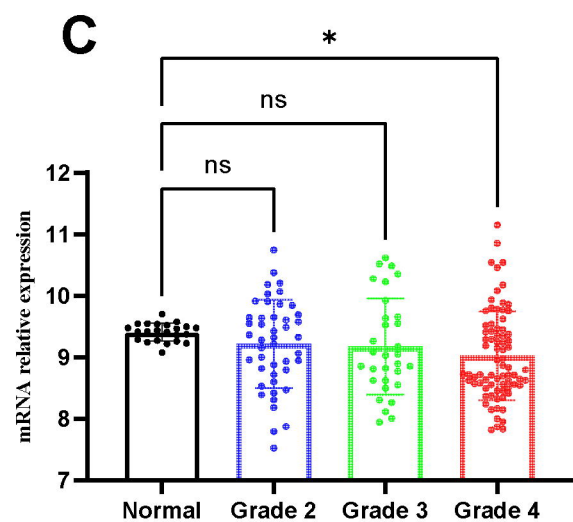 C
*
ns
ns
12
11
10
9
8
7
mRNA relative expression
Normal Grade 2 Grade 3 Grade 4